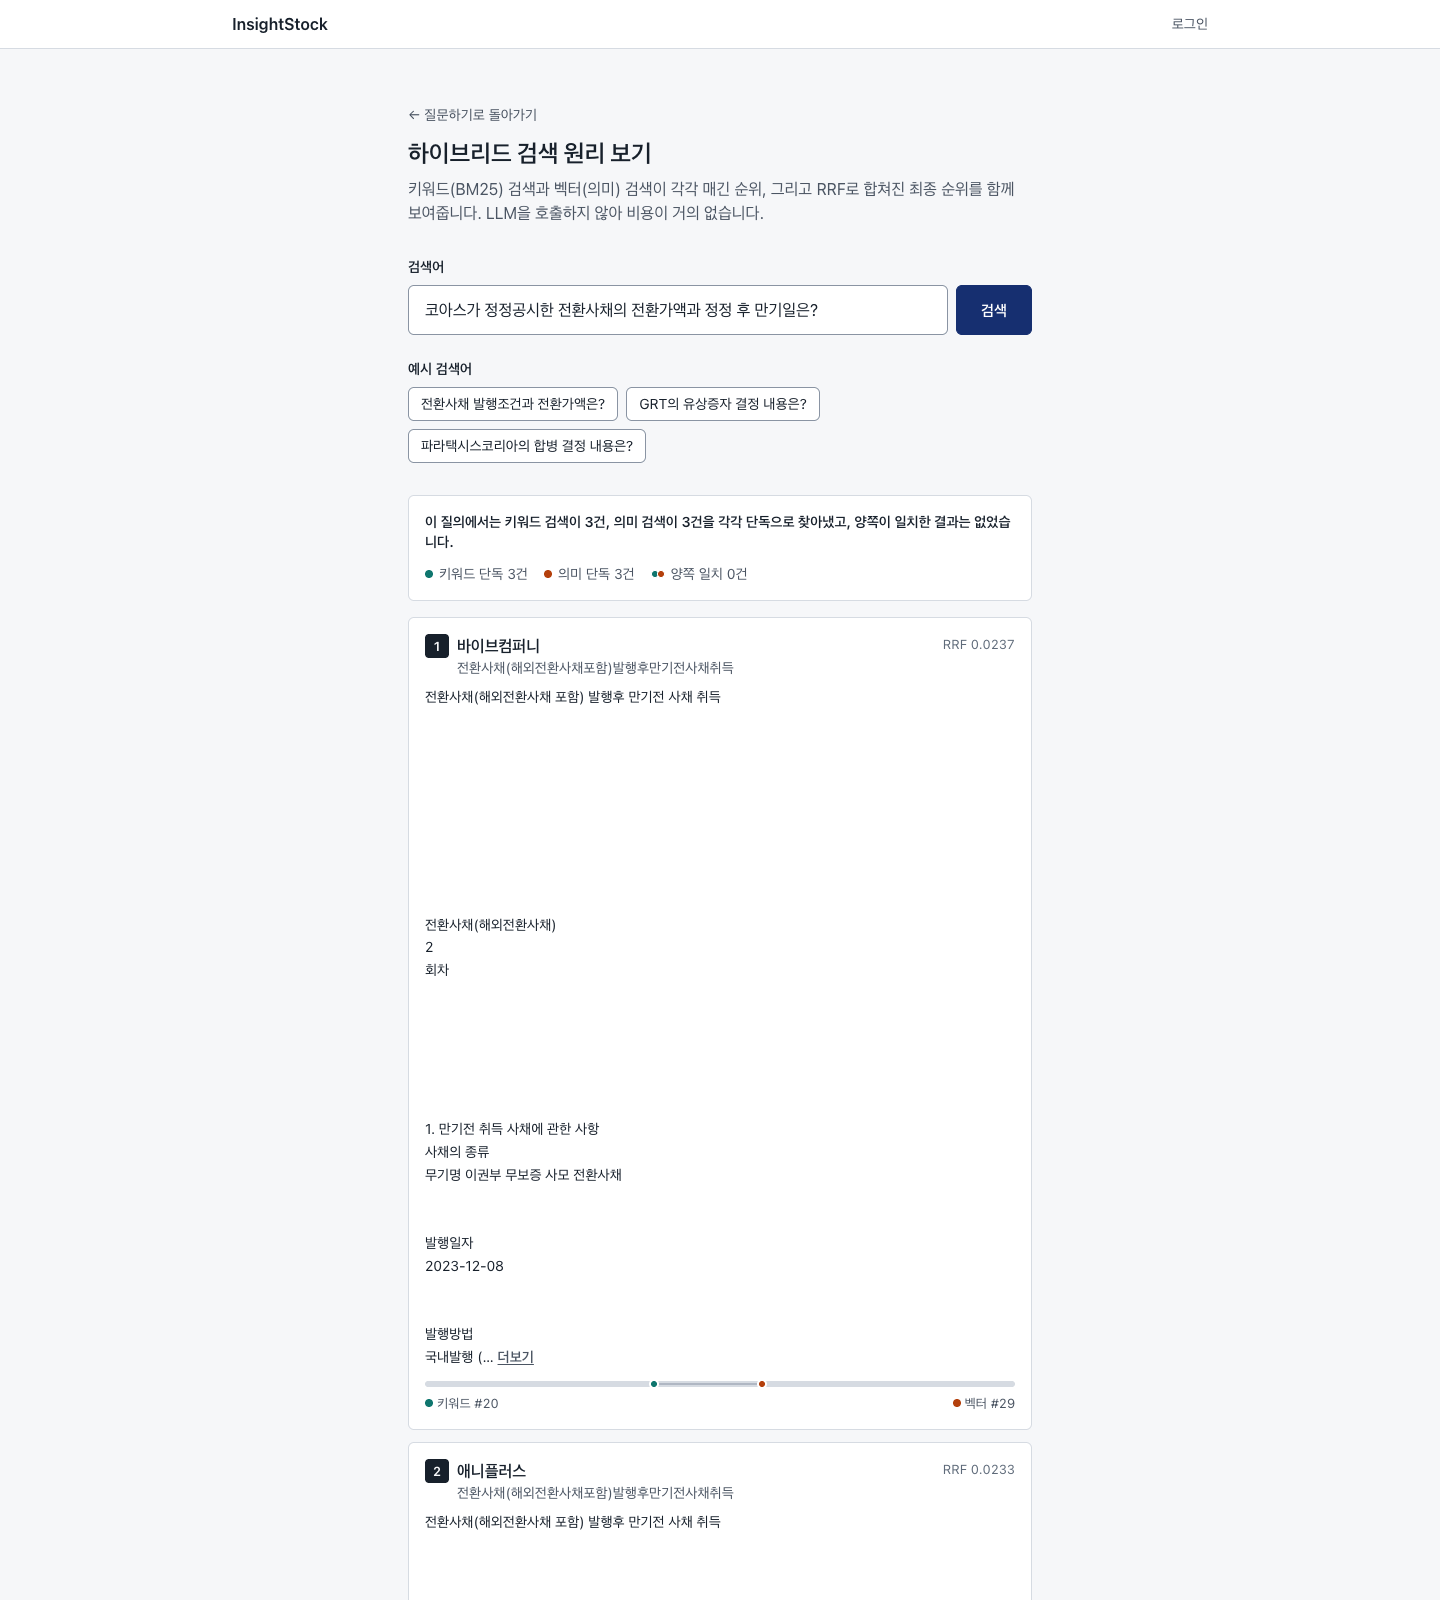 InsightStock
로그인
← 질문하기로 돌아가기
하이브리드 검색 원리 보기
키워드(BM25) 검색과 벡터(의미) 검색이 각각 매긴 순위, 그리고 RRF로 합쳐진 최종 순위를 함께
보여줍니다. LLM을 호출하지 않아 비용이 거의 없습니다.
검색어
코아스가 정정공시한 전환사채의 전환가액과 정정 후 만기일은?
검색
예시 검색어
전환사채 발행조건과 전환가액은?
GRT의 유상증자 결정 내용은?
파라택시스코리아의 합병 결정 내용은?
이 질의에서는 키워드 검색이 3건, 의미 검색이 3건을 각각 단독으로 찾아냈고, 양쪽이 일치한 결과는 없었습
니다.
키워드 단독 3건
의미 단독 3건
양쪽 일치 0건
1
바이브컴퍼니
RRF 0.0237
전환사채(해외전환사채포함)발행후만기전사채취득
전환사채(해외전환사채 포함) 발행후 만기전 사채 취득
전환사채(해외전환사채)
2
회차
1. 만기전 취득 사채에 관한 사항
사채의 종류
무기명 이권부 무보증 사모 전환사채
발행일자
2023-12-08
발행방법
국내발행 (... 더보기
키워드 #20
벡터 #29
2
애니플러스
RRF 0.0233
전환사채(해외전환사채포함)발행후만기전사채취득
전환사채(해외전환사채 포함) 발행후 만기전 사채 취득